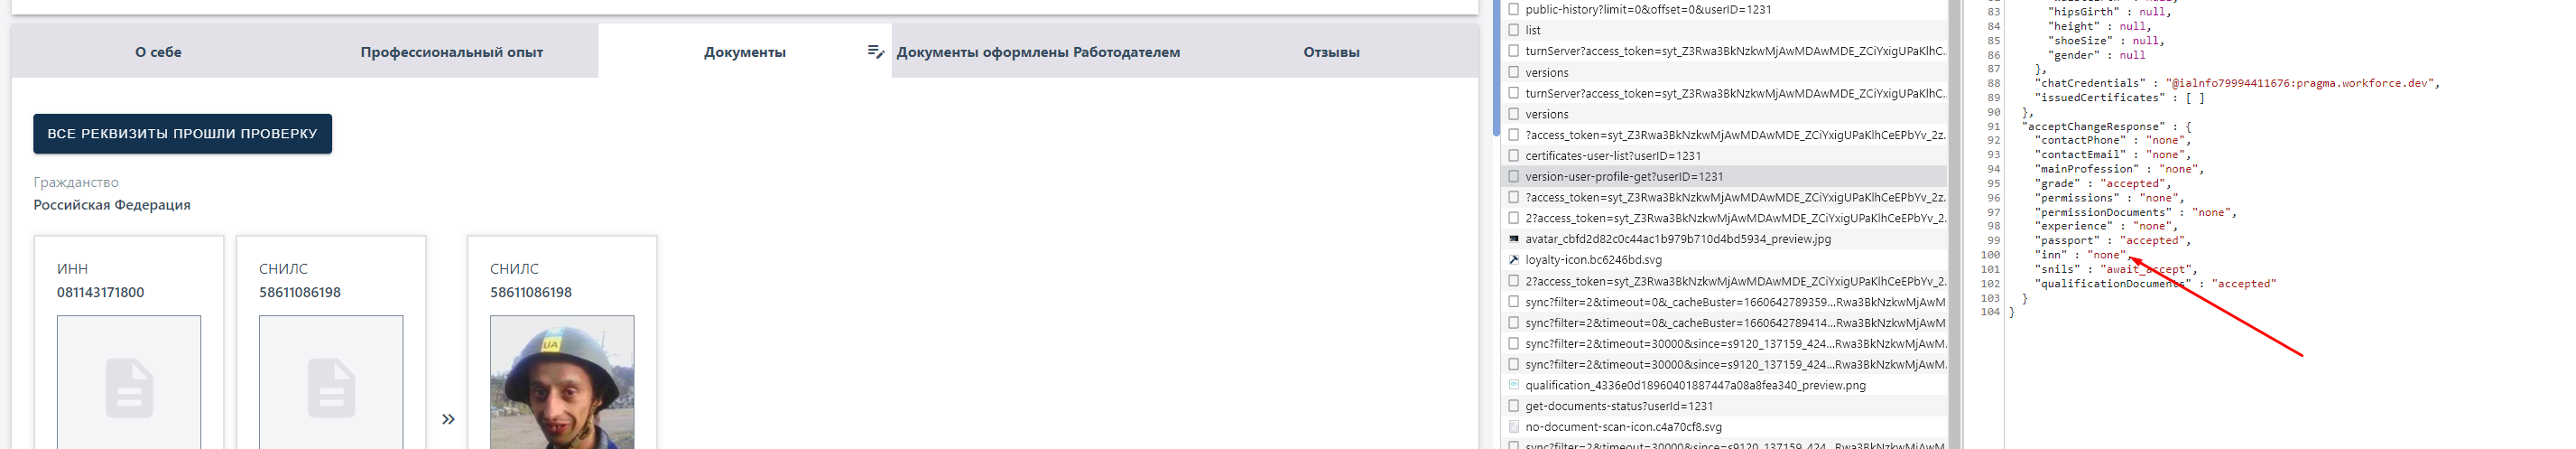 О себе
Профессиональный опыт
Документы
Документы оформлены Работодателем
Отзывы
ВСЕ РЕКВИЗИТЫ ПРОШЛИ ПРОВЕРКУ
Гражданство
Российская Федерация
ИНН
081143171800
СНИЛС
58611086198
»
СНИЛС
58611086198
UA
public-history?limit=0&offset=0&userID=1231
list
turnServer?access_token=syt_Z3Rwa3BkNzkwMjAwMDAwMDE_ZCiYxigUPaKlhC...
versions
turnServer?access_token=syt_Z3Rwa3BkNzkwMjAwMDAwMDE_ZCiYxigUPaKlhC...
versions
?access_token=syt_Z3Rwa3BkNzkwMjAwMDAwMDE_ZCiYxigUPaKlhCeEPbYv_2z.
certificates-user-list?userID=1231
version-user-profile-get?userID=1231
?access_token=syt_Z3Rwa3BkNzkwMjAwMDAwMDE_ZCiYxigUPaKlhCeEPbYv_2z.
2?access_token=syt_Z3Rwa3BkNzkwMjAwMDAwMDE_ZCiYxigUPaKlhCeEPbYv_2.
avatar_cbfd2d82c0c44ac1b979b710d4bd5934_preview.jpg
loyalty-icon.bc6246bd.svg
2?access_token=syt_Z3Rwa3BkNzkwMjAwMDAwMDE_ZCiYxigUPaKlhCeEPbYv_2.
sync?filter=2&timeout=0&_cacheBuster=1660642789359...Rwa3BkNzkwMjAwM
sync?filter=2&timeout=0&_cacheBuster=1660642789414...Rwa3BkNzkwMjAwM
sync?filter=2&timeout=30000&since=s9120_137159_424...Rwa3BkNzkwMjAwM.
sync?filter=2&timeout=30000&since=s9120_137159_424...Rwa3BkNzkwMjAwM.
qualification_4336e0d18960401887447a08a8fea340_preview.png
get-documents-status?userId=1231
no-document-scan-icon.c4a70cf8.svg
sync?filter=2&timeout=30000&since=s9120_137159_424...Rwa3BkNzkwMjAwM.
83 "hipsGirth" : null,
84 "height" : null,
85 "shoeSize" : null,
86 "gender" : null
87 },
88 "chatCredentials" : "@ialnfo79994411676:pragma.workforce.dev",
89 "issuedCertificates" : [ ]
90 },
91 "acceptChangeResponse" : {
92 "contactPhone" : "none",
93 "contactEmail" : "none",
94 "mainProfession" : "none",
95 "grade" : "accepted",
96 "permissions" : "none",
97 "permissionDocuments" : "none",
98 "experience" : "none",
99 "passport" : "accepted",
100 "inn" : "none",
101 "snils" : "await_accept",
102 "qualificationDocuments" : "accepted"
103 }
104 }